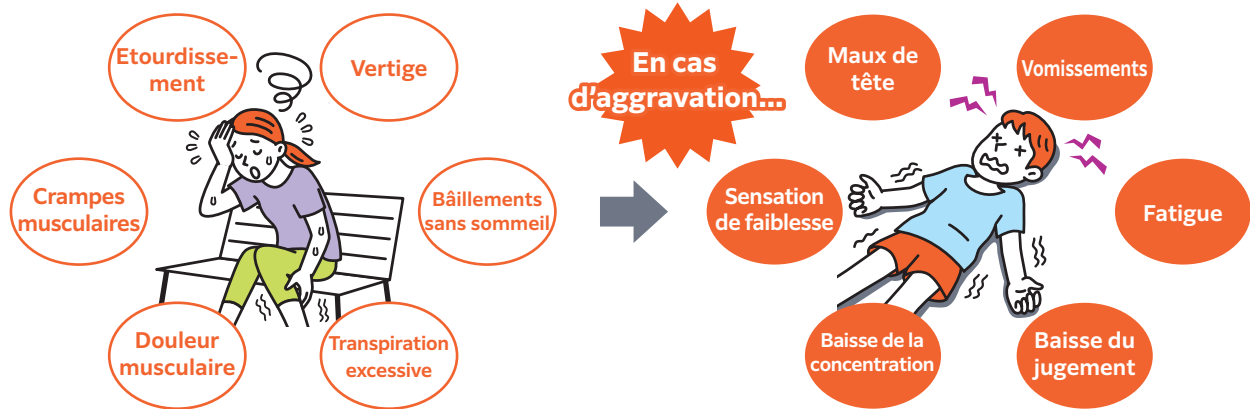 Etourdisse-
ment
Vertige
Crampes
musculaires
Bâillements
sans sommeil
Douleur
musculaire
Transpiration
excessive
En cas
d'aggravation...
Maux de
tête
Vomissements
Sensation
de faiblesse
Fatigue
Baisse de la
concentration
Baisse du
jugement